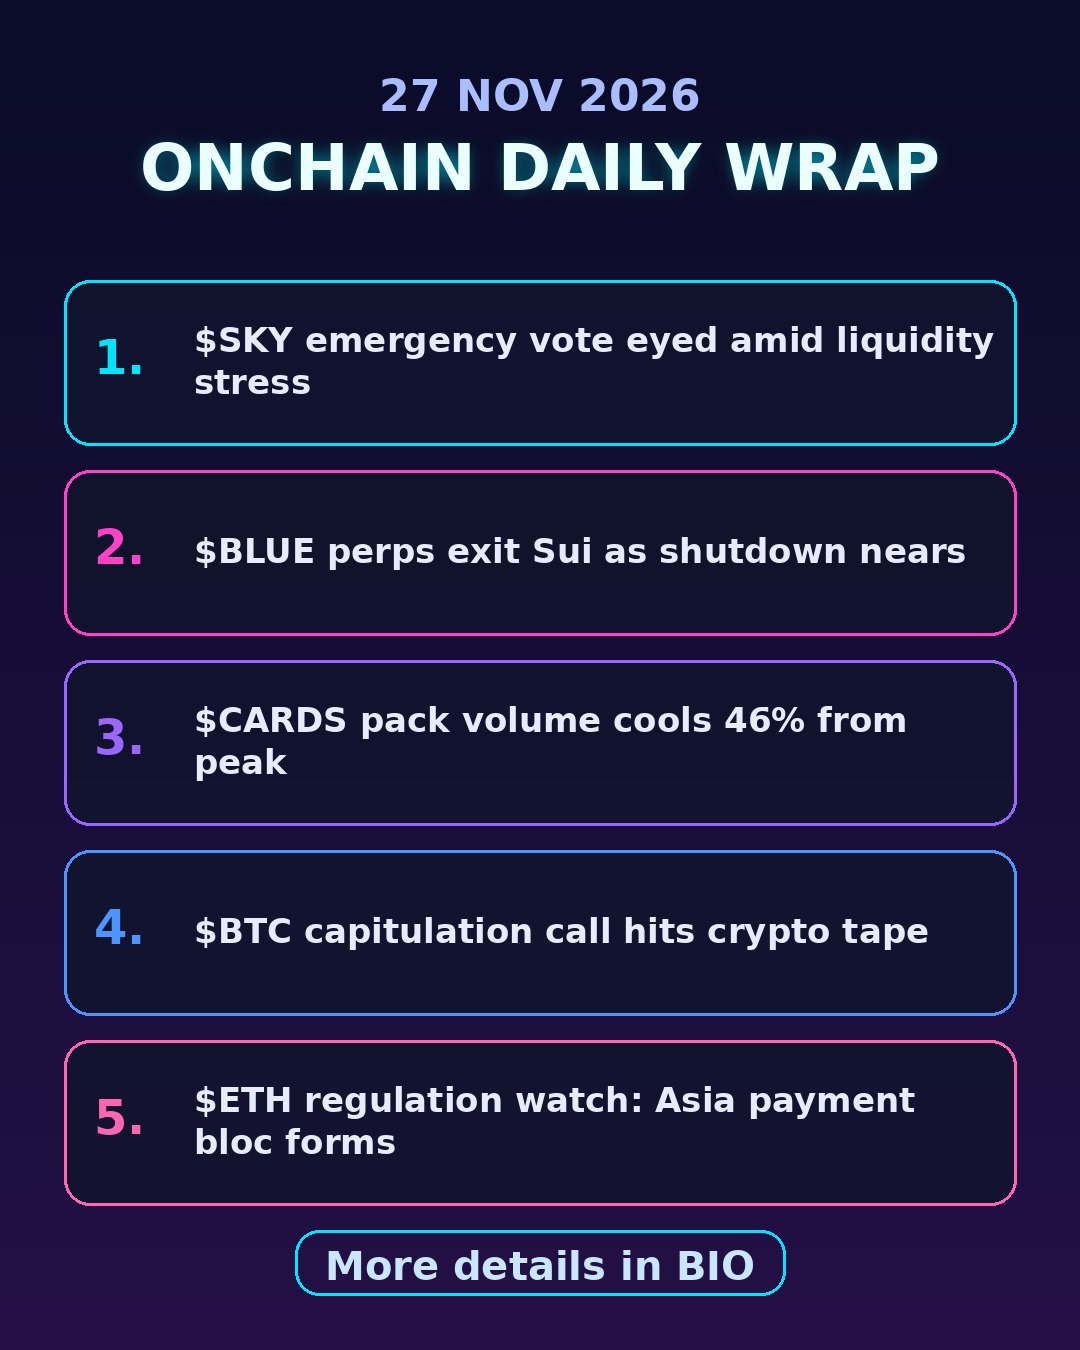 27 NOV 2026
ONCHAIN DAILY WRAP
1.
$SKY emergency vote eyed amid liquidity
stress
2.
$BLUE perps exit Sui as shutdown nears
3.
$CARDS pack volume cools 46% from
peak
4.
$BTC capitulation call hits crypto tape
5.
$ETH regulation watch: Asia payment
bloc forms
More details in BIO